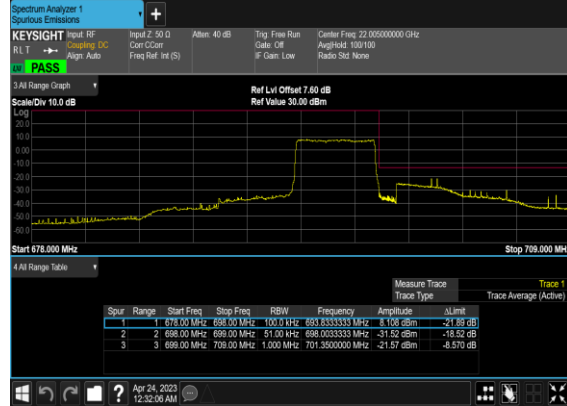 Spectrum Analyzer 1
Spurious Emissions
KEYSIGHT Input: RF Input Z: 50 Ω Atten: 40 dB Trig: Free Run Center Freq: 22.005000000 GHz
RLT Coupling: DC Corr CCorr Gate: Off Avg|Hold: 100/100
Align: Auto Freq Ref: Int (S) IF Gain: Low Radio Std: None
PASS
3 All Range Graph
Ref Lvl Offset 7.60 dB
Scale/Div 10.0 dB Ref Value 30.00 dBm
Log
20.0
10.0
0.00
-10.0
-20.0
-30.0
-40.0
-50.0
-60.0
Start 678.000 MHz Stop 709.000 MH
4 All Range Table
Measure Trace Trace 1
Trace Type Trace Average (Active)
Spur Range Start Freq Stop Freq RBW Frequency Amplitude ΔLimit
1 1 678.00 MHz 698.00 MHz 100.0 kHz 693.8333333 MHz 8.108 dBm -21.89 dB
2 2 698.00 MHz 699.00 MHz 51.00 kHz 698.0033333 MHz -31.52 dBm -18.52 dB
3 3 699.00 MHz 709.00 MHz 1.000 MHz 701.3500000 MHz -21.57 dBm -8.570 dB
? Apr 24, 2023
12:32:06 AM